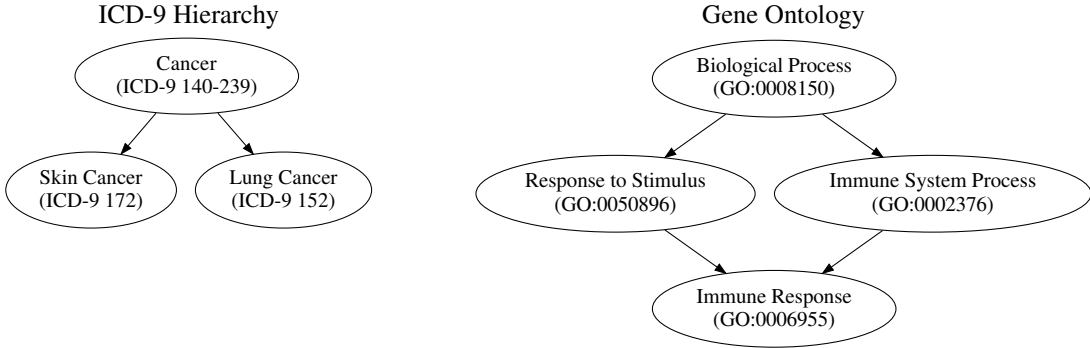 ICD-9 Hierarchy
Cancer
(ICD-9 140-239)
Skin Cancer
(ICD-9 172)
Lung Cancer
(ICD-9 152)
Gene Ontology
Biological Process
(GO:0008150)
Response to Stimulus
(GO:0050896)
Immune System Process
(GO:0002376)
Immune Response
(GO:0006955)